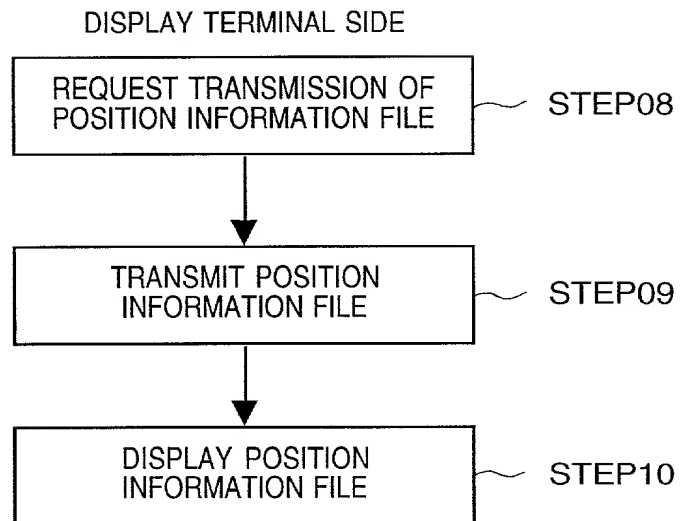 DISPLAY TERMINAL SIDE
REQUEST TRANSMISSION OF
POSITION INFORMATION FILE
STEP08
TRANSMIT POSITION
INFORMATION FILE
STEP09
DISPLAY POSITION
INFORMATION FILE
STEP10